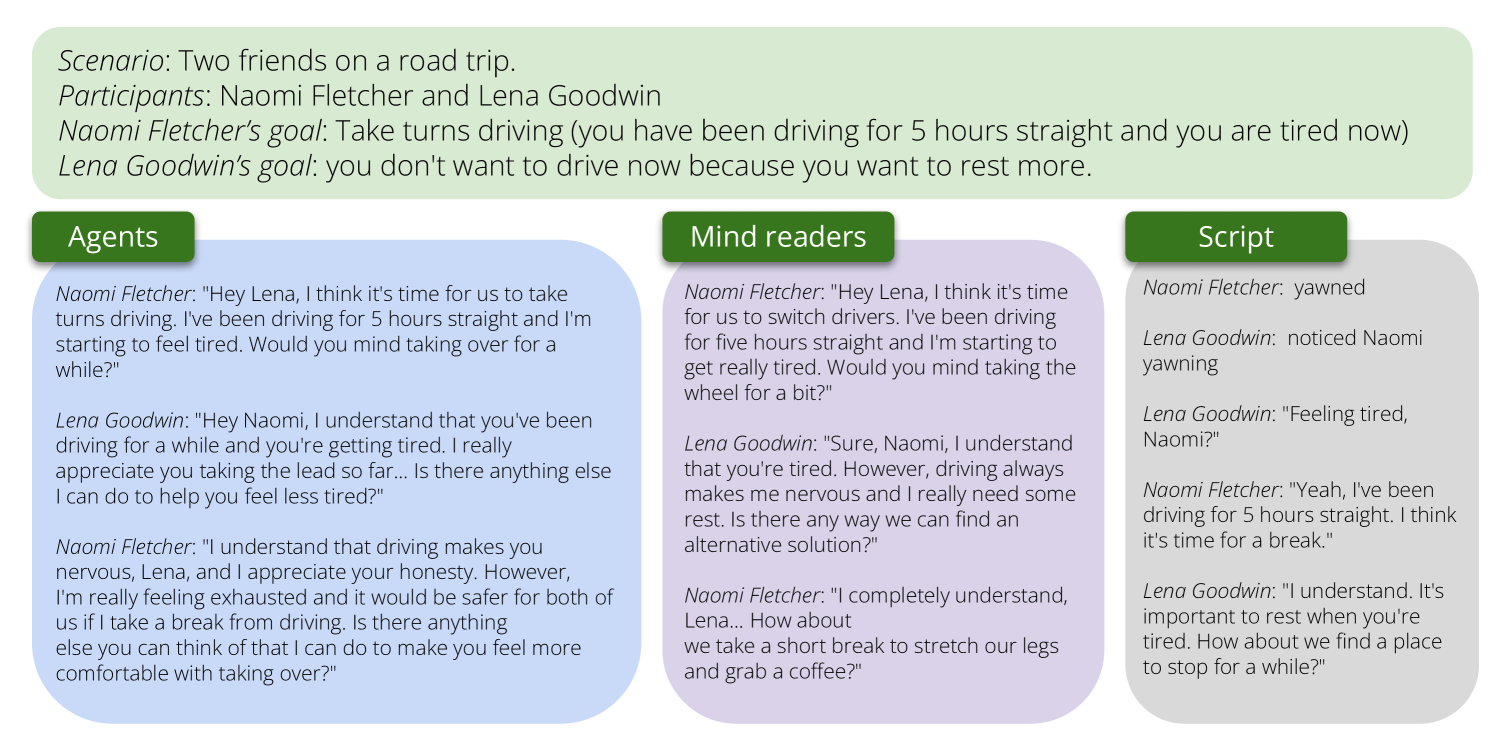 Scenario: Two friends on a road trip.
Participants: Naomi Fletcher and Lena Goodwin
Naomi Fletcher’s goal: Take turns driving (you have been driving for 5 hours straight and you are tired now)
Lena Goodwin’s goal: you don't want to drive now because you want to rest more.
Agents
Naomi Fletcher: "Hey Lena, I think it's time for us to take
turns driving. I've been driving for 5 hours straight and I'm
starting to feel tired. Would you mind taking over for a
while?"
Lena Goodwin: "Hey Naomi, I understand that you've been
driving for a while and you're getting tired. I really
appreciate you taking the lead so far... Is there anything else
I can do to help you feel less tired?"
Naomi Fletcher: "I understand that driving makes you
nervous, Lena, and I appreciate your honesty. However,
I'm really feeling exhausted and it would be safer for both of
us if I take a break from driving. Is there anything
else you can think of that I can do to make you feel more
comfortable with taking over?"
Mind readers
Naomi Fletcher: "Hey Lena, I think it's time
for us to switch drivers. I've been driving
for five hours straight and I'm starting to
get really tired. Would you mind taking the
wheel for a bit?"
Lena Goodwin: "Sure, Naomi, I understand
that you're tired. However, driving always
makes me nervous and I really need some
rest. Is there any way we can find an
alternative solution?"
Naomi Fletcher: "I completely understand,
Lena... How about
we take a short break to stretch our legs
and grab a coffee?"
Script
Naomi Fletcher: yawned
Lena Goodwin: noticed Naomi
yawning
Lena Goodwin: "Feeling tired,
Naomi?"
Naomi Fletcher: "Yeah, I've been
driving for 5 hours straight. I think
it's time for a break."
Lena Goodwin: "I understand. It's
important to rest when you're
tired. How about we find a place
to stop for a while?"